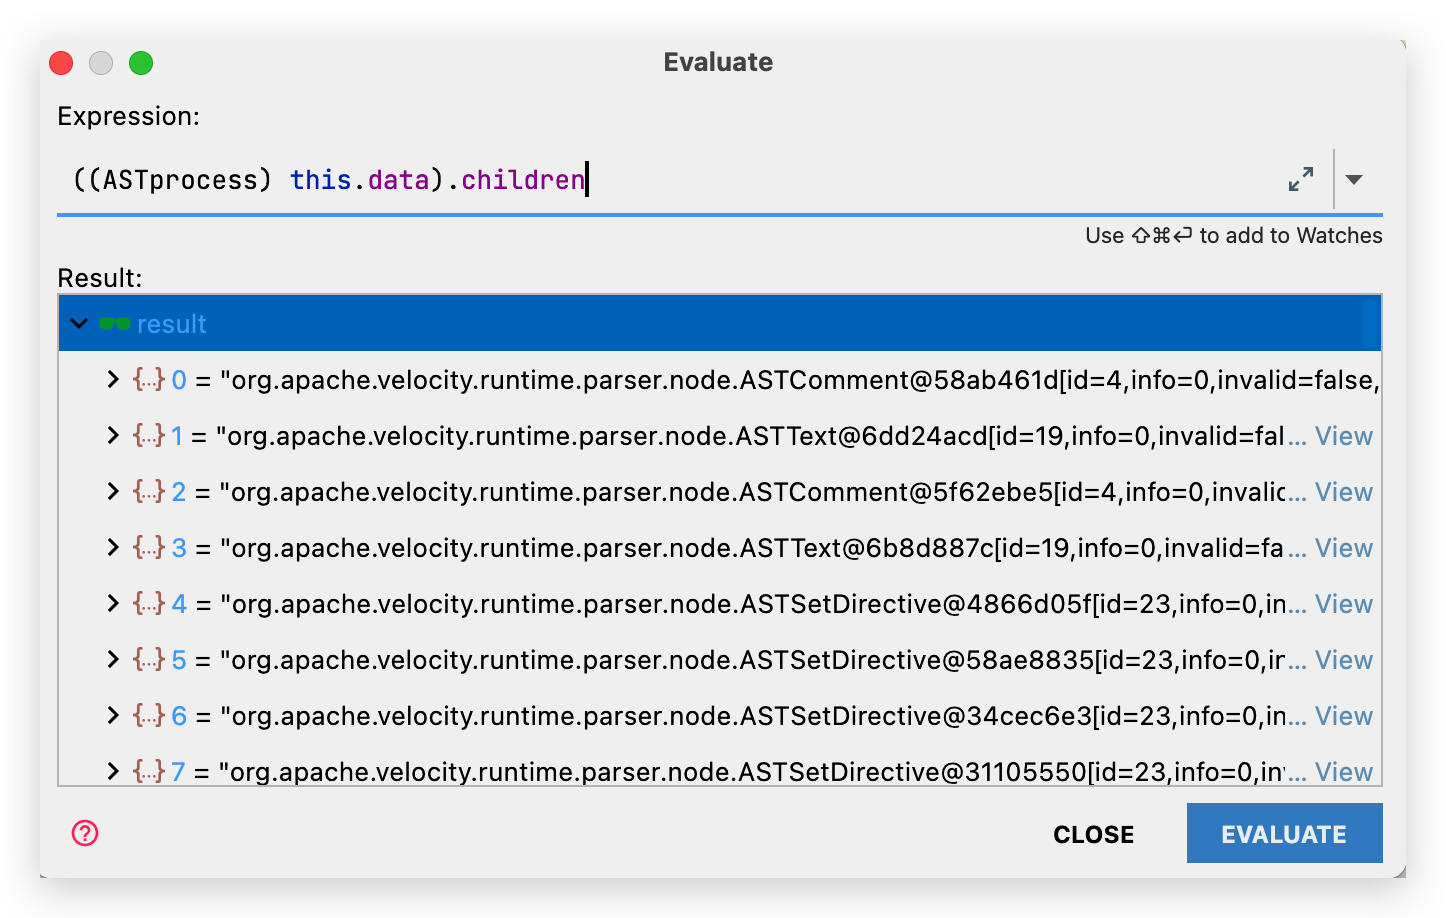 Evaluate
Expression:
((ASTprocess) this.data).children
Use ⇧⌘⏎ to add to Watches
Result:
result
{...} 0 = "org.apache.velocity.runtime.parser.node.ASTComment@58ab461d[id=4,info=0,invalid=false,
{...} 1 = "org.apache.velocity.runtime.parser.node.ASTText@6dd24acd[id=19,info=0,invalid=fal... View
{...} 2 = "org.apache.velocity.runtime.parser.node.ASTComment@5f62ebe5[id=4,info=0,invalid... View
{...} 3 = "org.apache.velocity.runtime.parser.node.ASTText@6b8d887c[id=19,info=0,invalid=fa... View
{...} 4 = "org.apache.velocity.runtime.parser.node.ASTSetDirective@4866d05f[id=23,info=0,in... View
{...} 5 = "org.apache.velocity.runtime.parser.node.ASTSetDirective@58ae8835[id=23,info=0,in... View
{...} 6 = "org.apache.velocity.runtime.parser.node.ASTSetDirective@34cec6e3[id=23,info=0,in... View
{...} 7 = "org.apache.velocity.runtime.parser.node.ASTSetDirective@31105550[id=23,info=0,in... View
?
CLOSE
EVALUATE